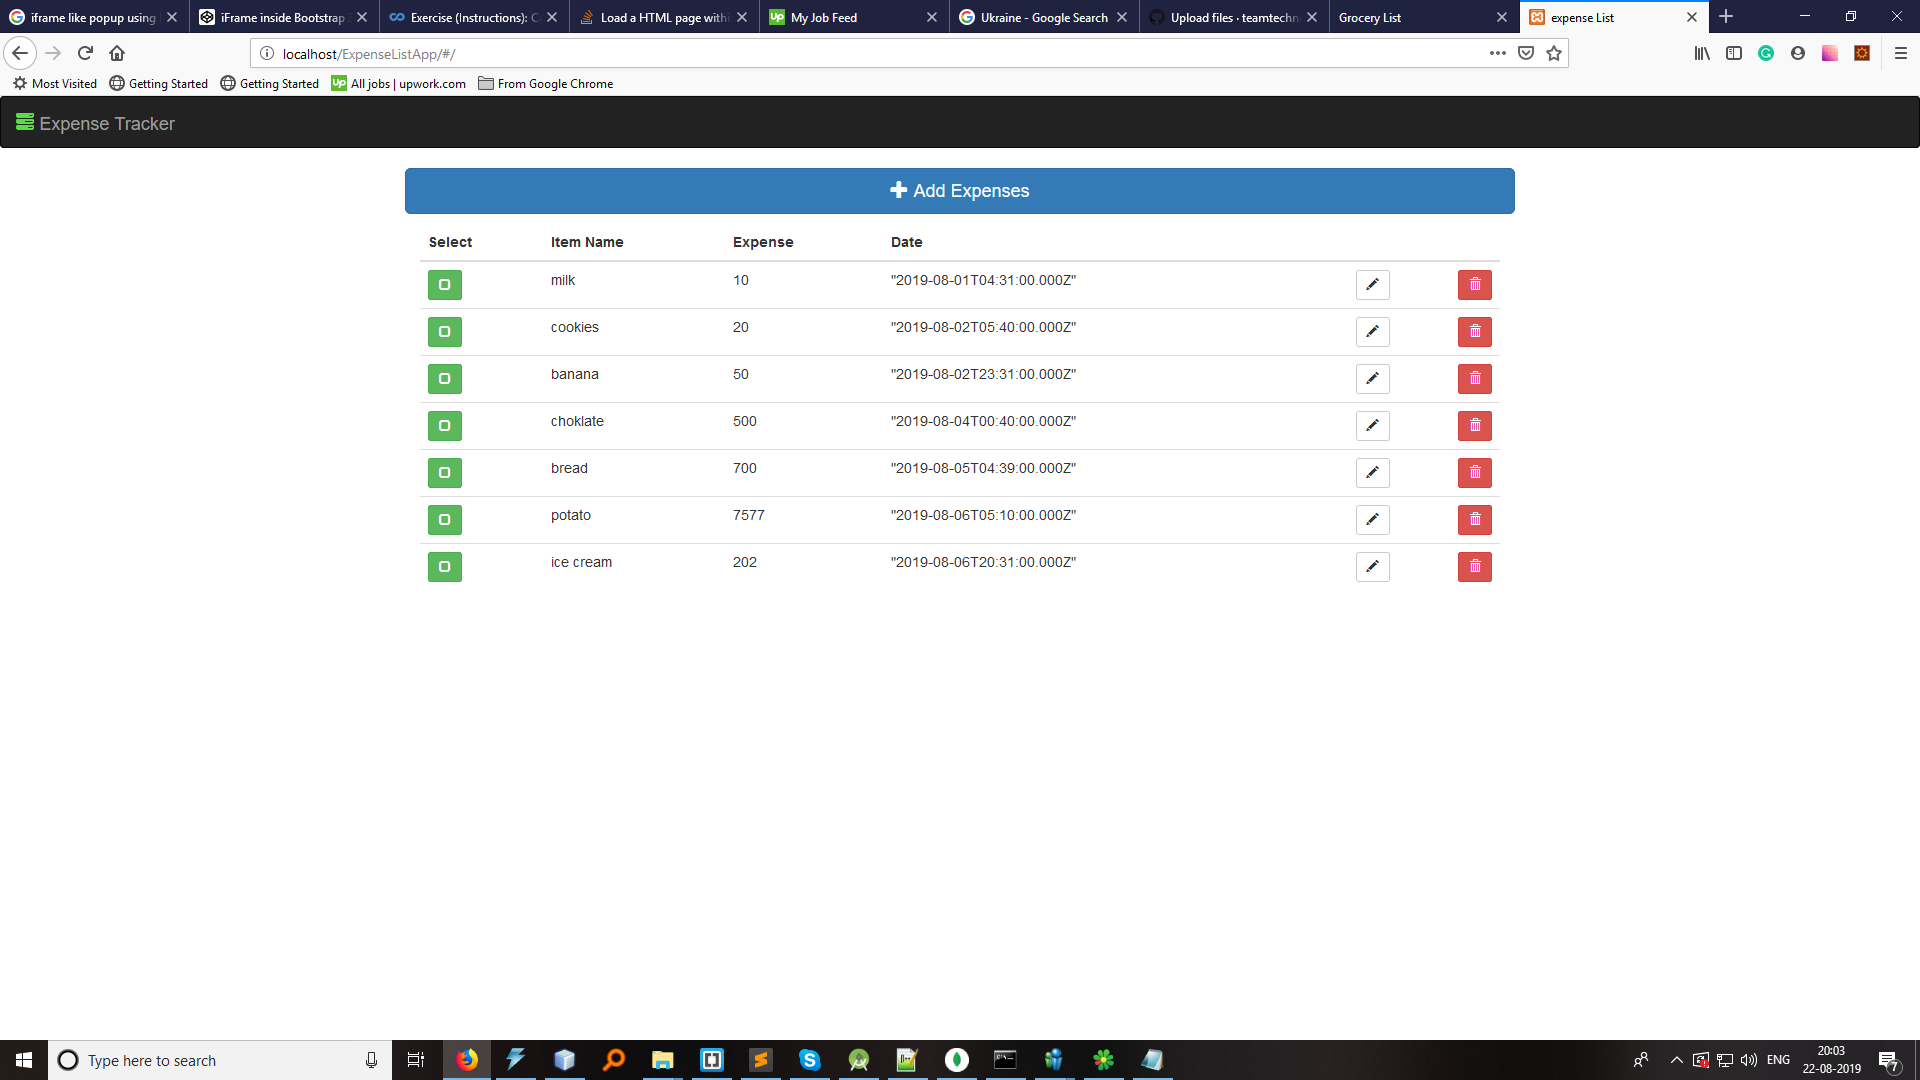 iframe like popup using
iFrame inside Bootstrap
Exercise (Instructions): C
Load a HTML page with
My Job Feed
Ukraine - Google Search
Upload files · teamtechn
Grocery List
expense List
localhost/ExpenseListApp/#/
Most Visited
Getting Started
Getting Started
All jobs | upwork.com
From Google Chrome
Expense Tracker
Add Expenses
Select Item Name Expense Date
milk 10 "2019-08-01T04:31:00.000Z"
cookies 20 "2019-08-02T05:40:00.000Z"
banana 50 "2019-08-02T23:31:00.000Z"
choklate 500 "2019-08-04T00:40:00.000Z"
bread 700 "2019-08-05T04:39:00.000Z"
potato 7577 "2019-08-06T05:10:00.000Z"
ice cream 202 "2019-08-06T20:31:00.000Z"
Type here to search
ENG
20:03
22-08-2019
7